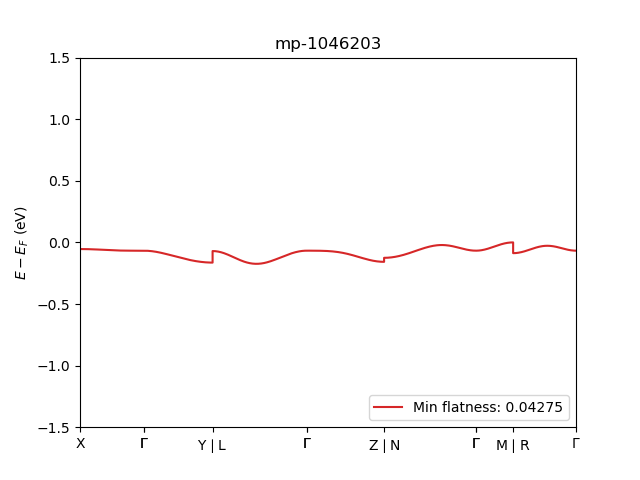 mp-1046203
E − E_F (eV)
1.5
1.0
0.5
0.0
−0.5
−1.0
−1.5
Min flatness: 0.04275
X Γ Y | L Γ Z | N Γ M | R Γ